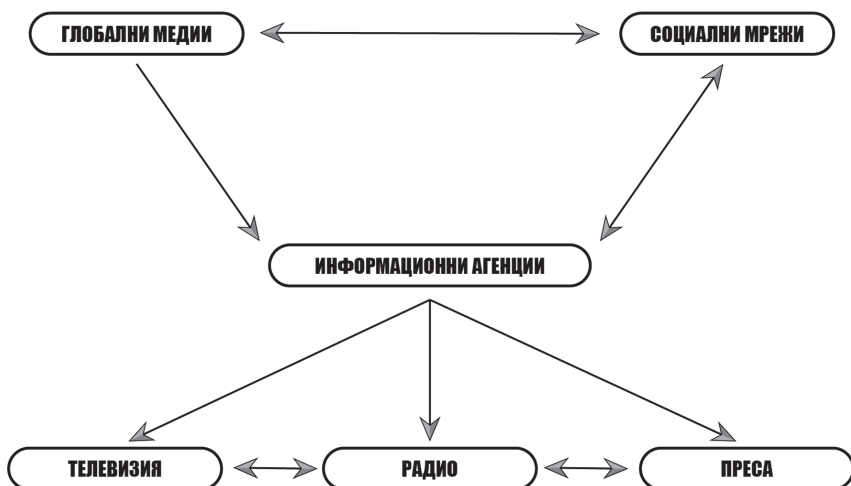 ГЛОБАЛНИ МЕДИИ
СОЦИАЛНИ МРЕЖИ
ИНФОРМАЦИОННИ АГЕНЦИИ
ТЕЛЕВИЗИЯ
РАДИО
ПРЕСА